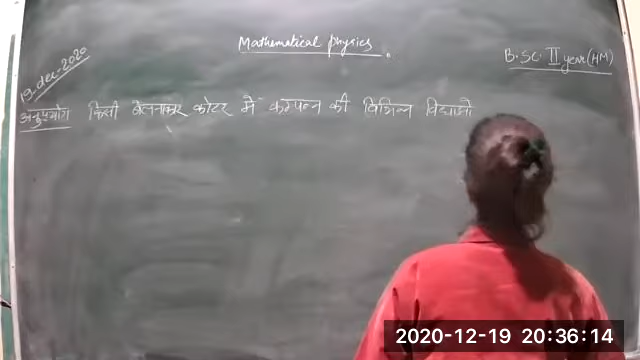 19. dec-2020
Mathematical physics.
B.SC. II year (HM)
अनुप्रयोग किसी बेलनाकार कोटर में कम्पन्न की विभिन्न विधाओं
2020-12-19 20:36:14